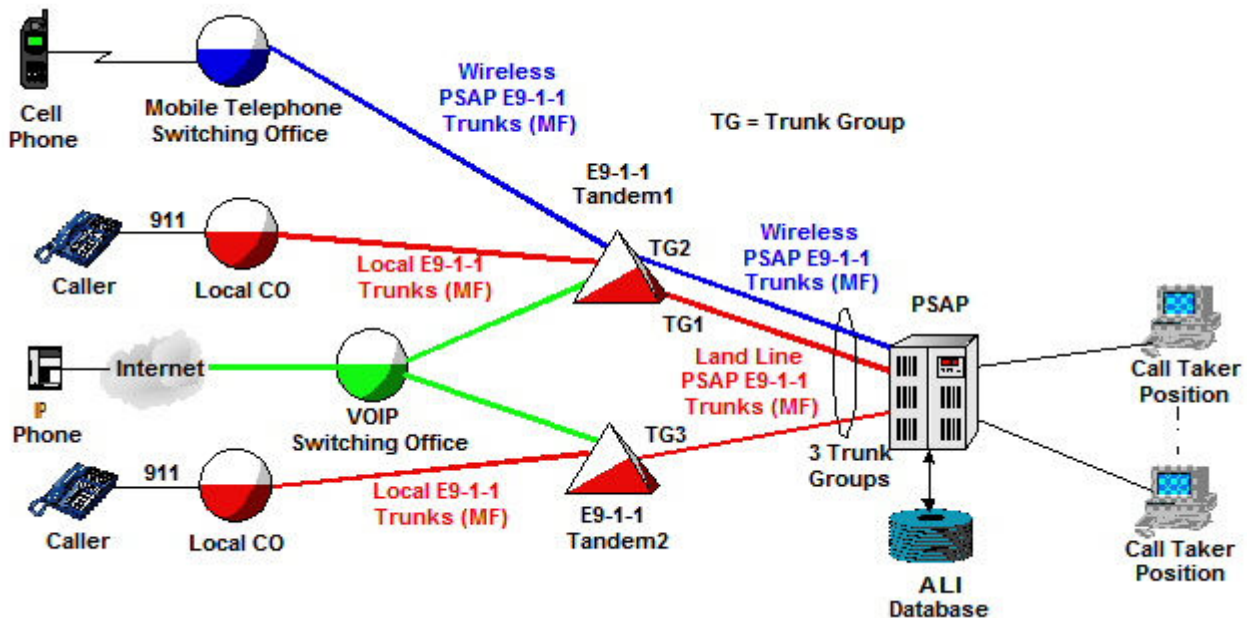 Cell
Phone
Mobile Telephone
Switching Office
Wireless
PSAP E9-1-1
Trunks (MF)
TG = Trunk Group
E9-1-1
Tandem1
911
Caller
Local CO
Local E9-1-1
Trunks (MF)
TG2
TG1
Wireless
PSAP E9-1-1
Trunks (MF)
PSAP
Land Line
PSAP E9-1-1
Trunks (MF)
Call Taker
Position
IP
Phone
Internet
VOIP
Switching Office
TG3
3 Trunk
Groups
911
Caller
Local CO
Local E9-1-1
Trunks (MF)
E9-1-1
Tandem2
ALI
Database
Call Taker
Position